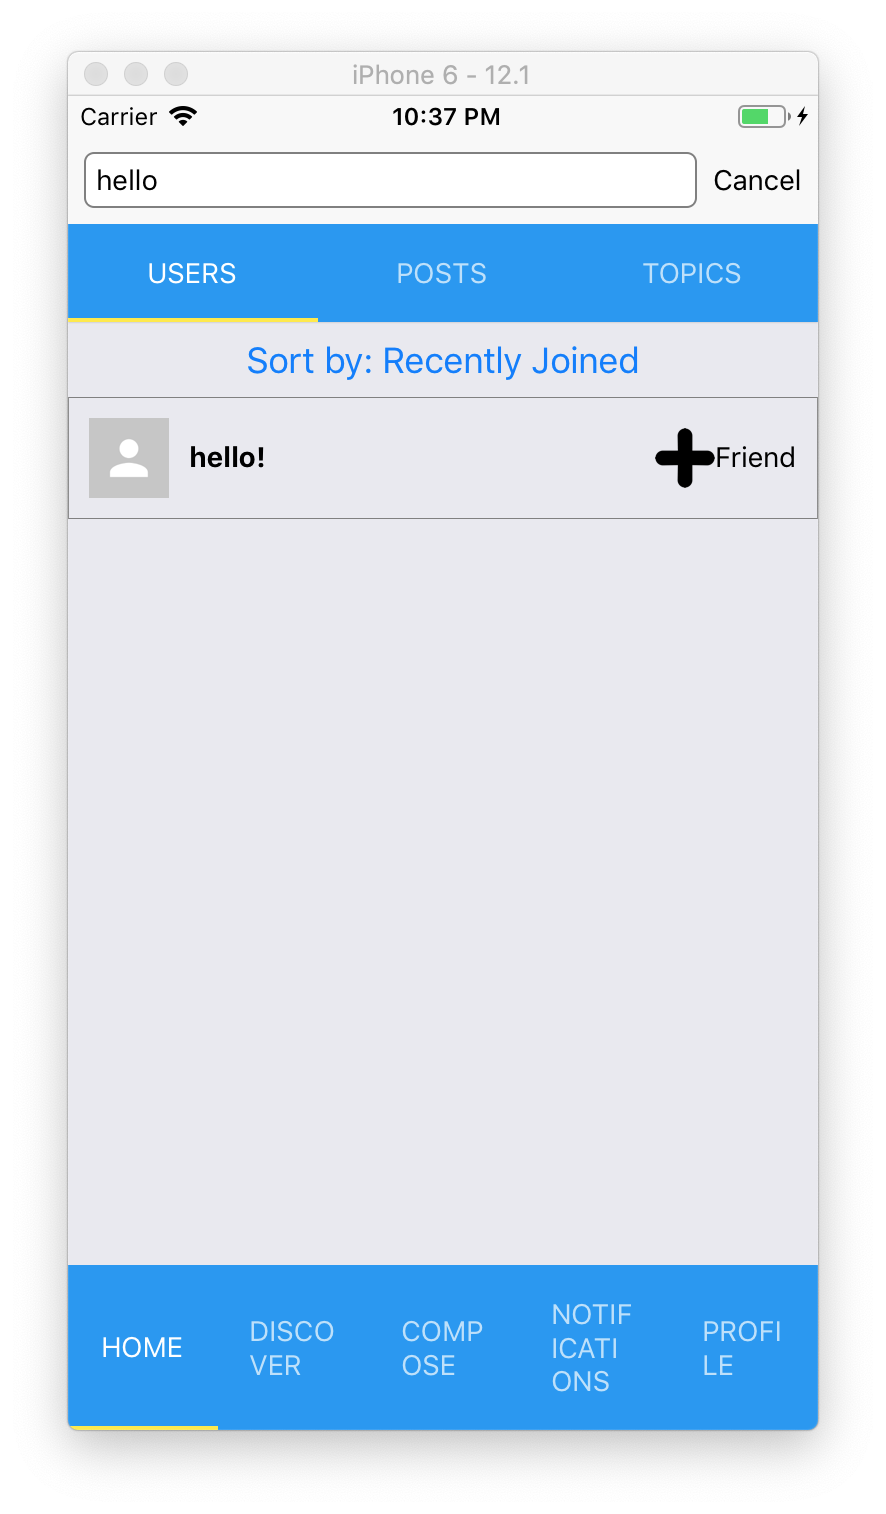 iPhone 6 - 12.1
Carrier 10:37 PM
hello Cancel
USERS POSTS TOPICS
Sort by: Recently Joined
hello! Friend
HOME
DISCO
VER
COMP
OSE
NOTIF
ICATI
ONS
PROFI
LE